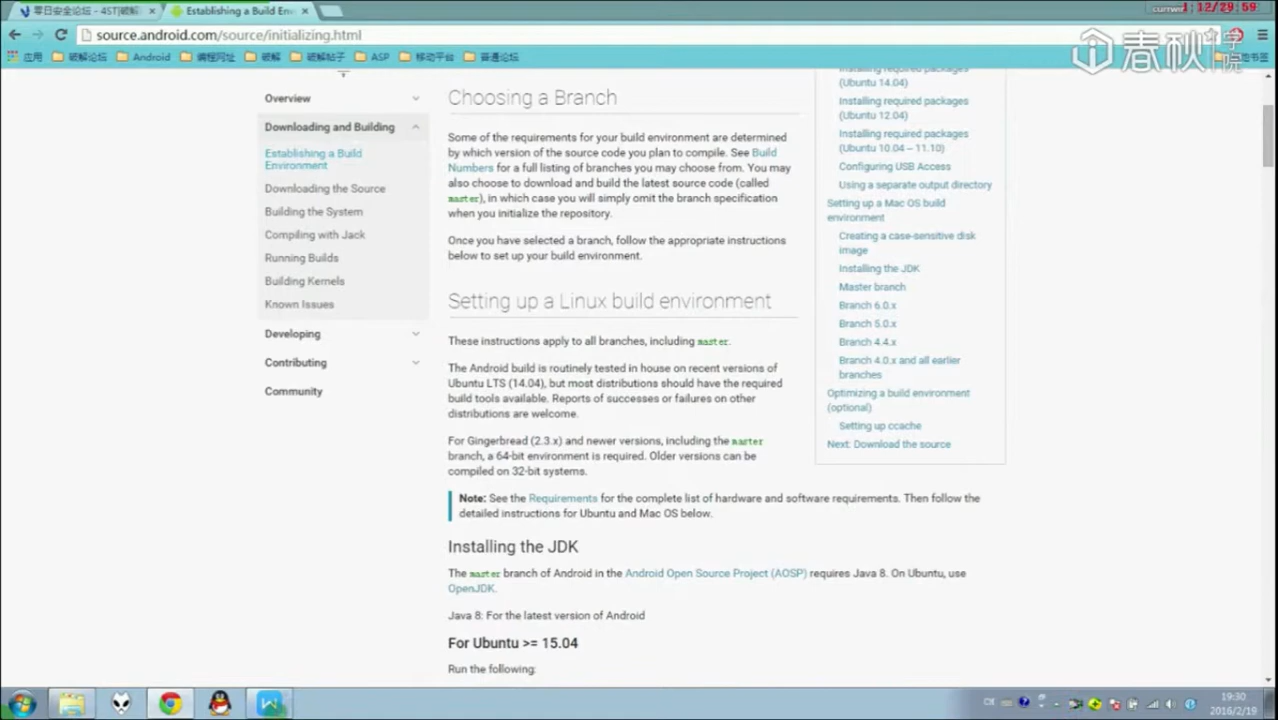 零日安全论坛 - 4ST|破解
Establishing a Build Env
1:12/29:59
source.android.com/source/initializing.html
春秋学院
应用
破解论坛
Android
编程网址
破解
破解帖子
ASP
移动平台
普通论坛
Overview
Downloading and Building
Establishing a Build
Environment
Downloading the Source
Building the System
Compiling with Jack
Running Builds
Building Kernels
Known Issues
Developing
Contributing
Community
Choosing a Branch
Some of the requirements for your build environment are determined
by which version of the source code you plan to compile. See Build
Numbers for a full listing of branches you may choose from. You may
also choose to download and build the latest source code (called
master), in which case you will simply omit the branch specification
when you initialize the repository.
Once you have selected a branch, follow the appropriate instructions
below to set up your build environment.
Setting up a Linux build environment
These instructions apply to all branches, including master.
The Android build is routinely tested in house on recent versions of
Ubuntu LTS (14.04), but most distributions should have the required
build tools available. Reports of successes or failures on other
distributions are welcome.
For Gingerbread (2.3.x) and newer versions, including the master
branch, a 64-bit environment is required. Older versions can be
compiled on 32-bit systems.
Note: See the Requirements for the complete list of hardware and software requirements. Then follow the
detailed instructions for Ubuntu and Mac OS below.
Installing the JDK
The master branch of Android in the Android Open Source Project (AOSP) requires Java 8. On Ubuntu, use
OpenJDK.
Java 8: For the latest version of Android
For Ubuntu >= 15.04
Run the following:
Installing required packages
(Ubuntu 14.04)
Installing required packages
(Ubuntu 12.04)
Installing required packages
(Ubuntu 10.04 – 11.10)
Configuring USB Access
Using a separate output directory
Setting up a Mac OS build
environment
Creating a case-sensitive disk
image
Installing the JDK
Master branch
Branch 6.0.x
Branch 5.0.x
Branch 4.4.x
Branch 4.0.x and all earlier
branches
Optimizing a build environment
(optional)
Setting up ccache
Next: Download the source
19:30
2016/2/19